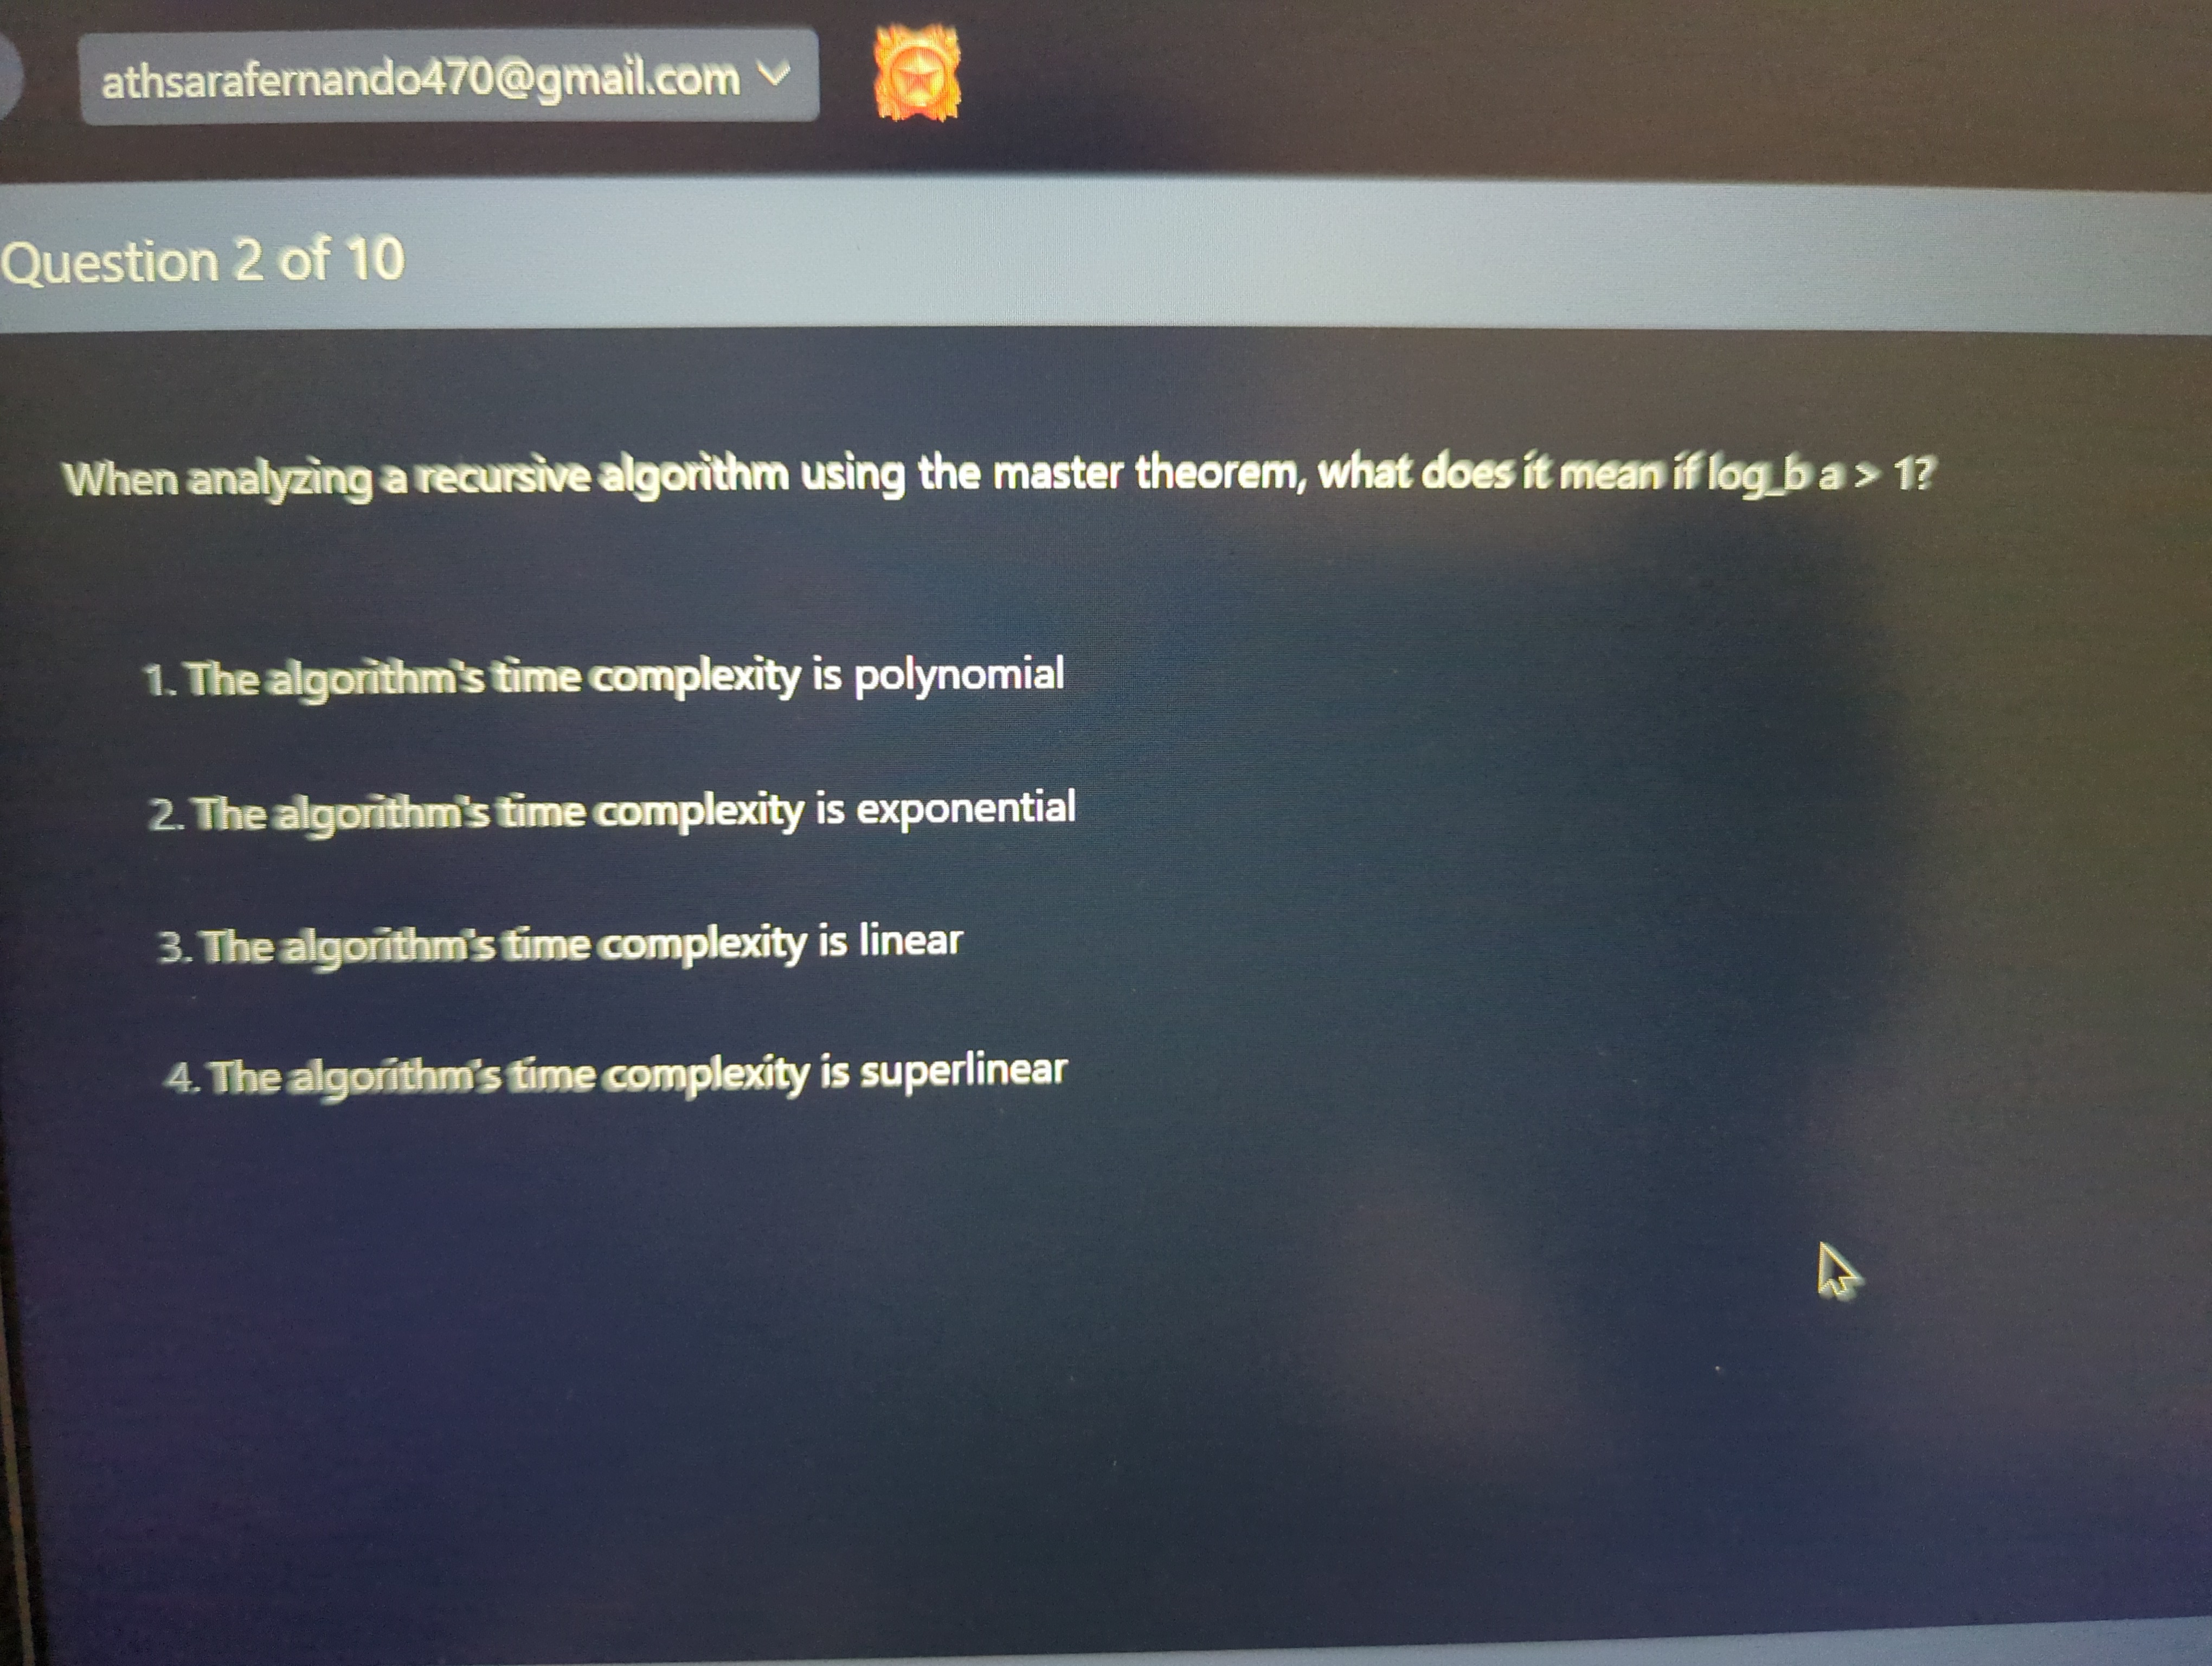 athsarafernando470@gmail.com
Question 2 of 10
When analyzing a recursive algorithm using the master theorem, what does it mean if log_b a > 1?
1. The algorithm's time complexity is polynomial
2. The algorithm's time complexity is exponential
3. The algorithm's time complexity is linear
4. The algorithm's time complexity is superlinear